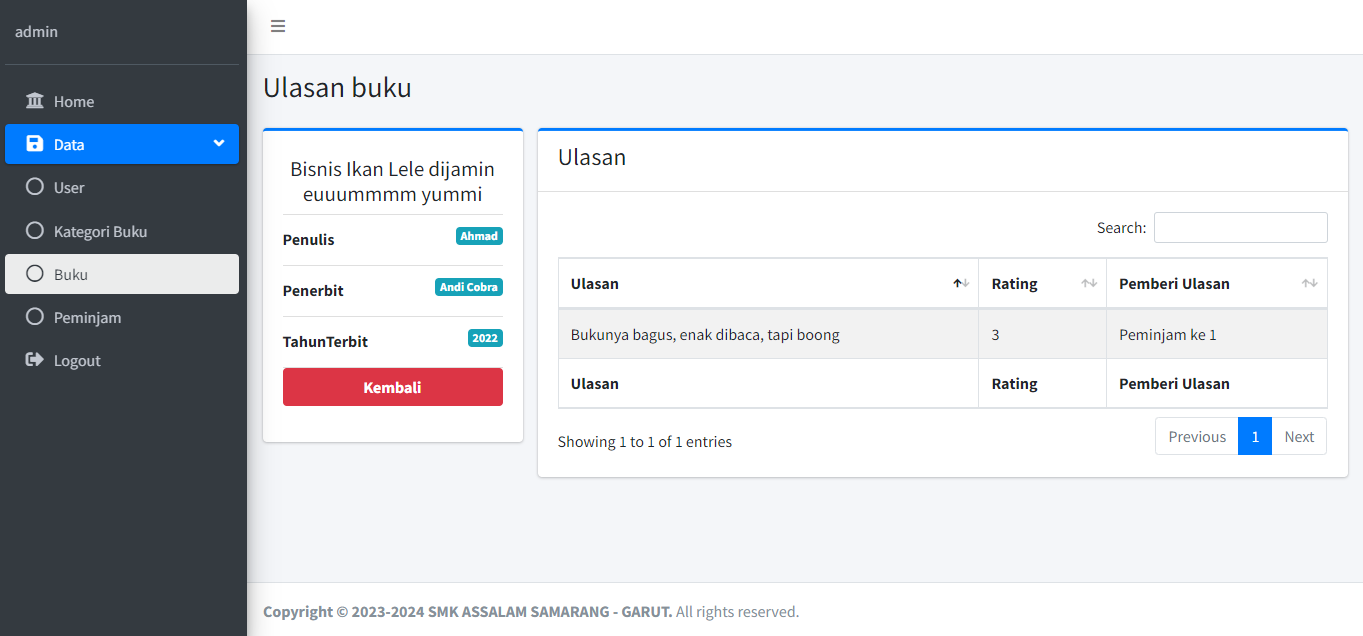 admin
Home
Data
User
Kategori Buku
Buku
Peminjam
Logout
Ulasan buku
Bisnis Ikan Lele dijamin
euuummmm yummi
Penulis Ahmad
Penerbit Andi Cobra
TahunTerbit 2022
Kembali
Ulasan
Search:
Ulasan Rating Pemberi Ulasan
Bukunya bagus, enak dibaca, tapi boong 3 Peminjam ke 1
Ulasan Rating Pemberi Ulasan
Showing 1 to 1 of 1 entries
Previous 1 Next
Copyright © 2023-2024 SMK ASSALAM SAMARANG - GARUT. All rights reserved.